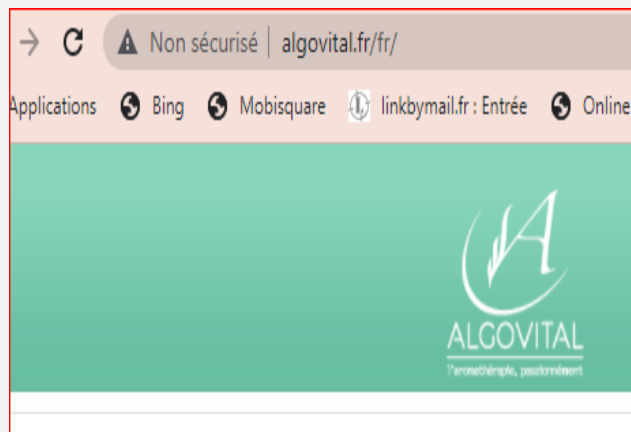 Non sécurisé | algovital.fr/fr/
Applications Bing Mobisquare linkbymail.fr : Entrée Online
A
ALGOVITAL
l'aromathérapie, passionnément